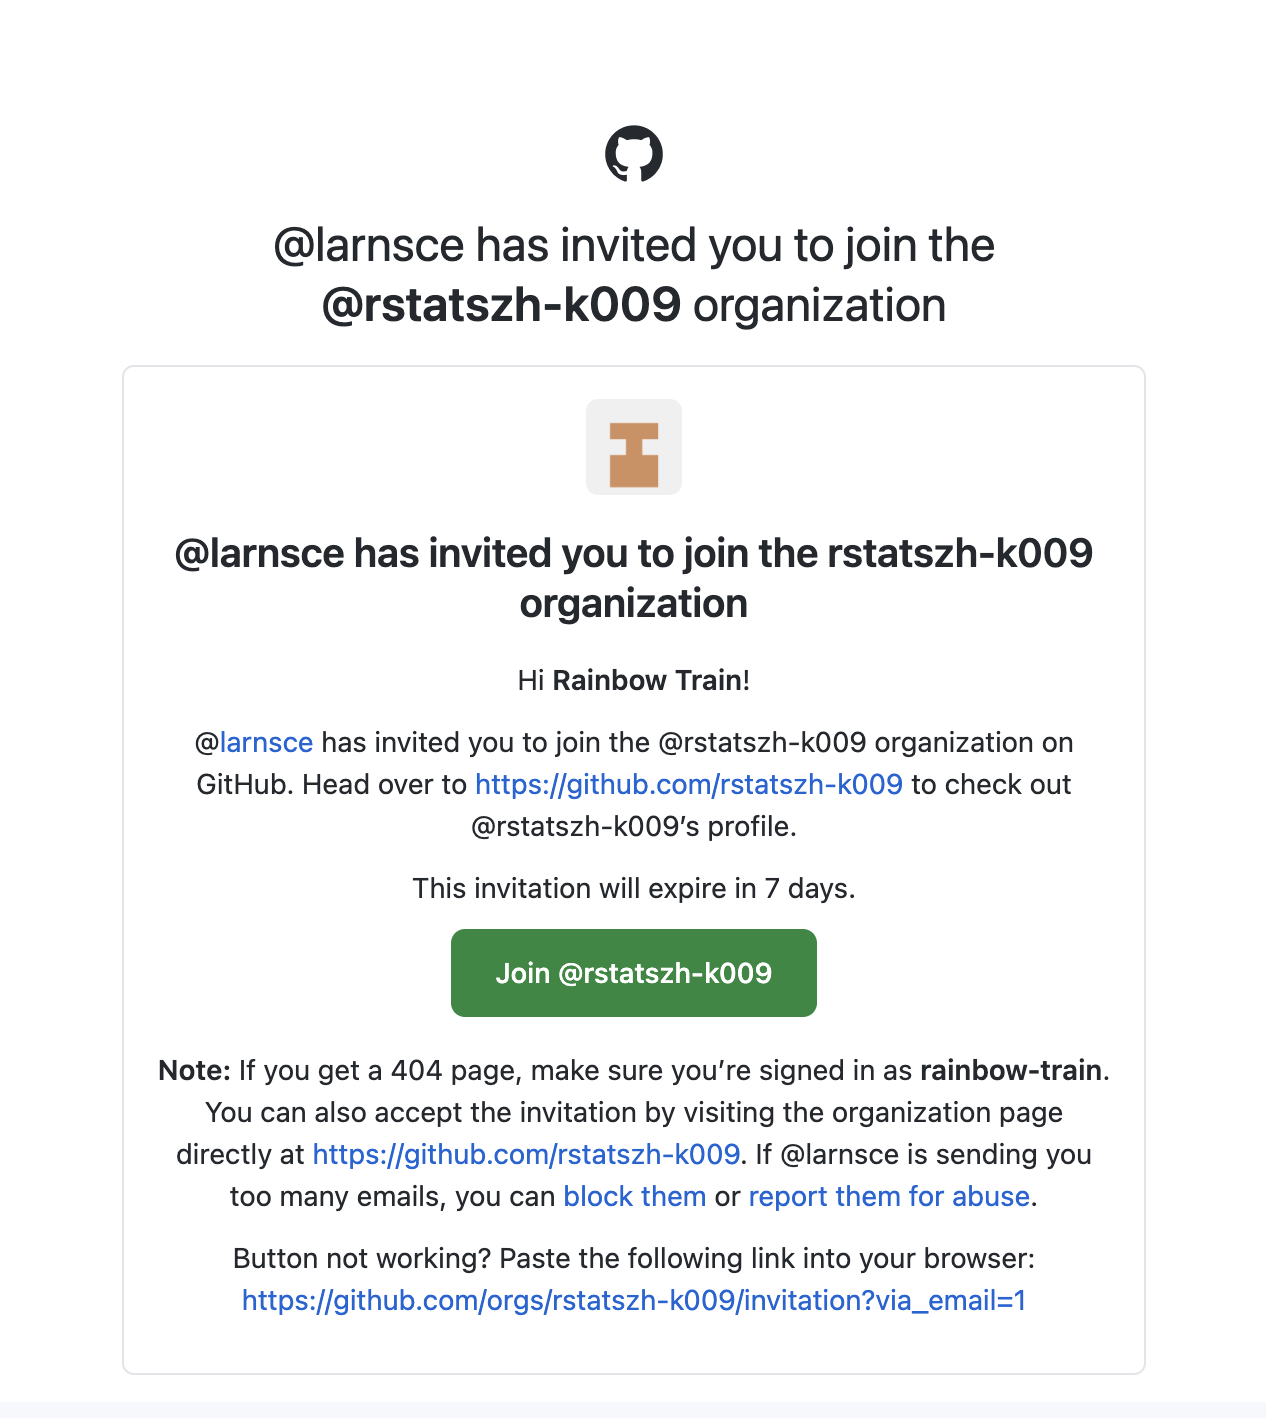 @larnsce has invited you to join the
@rstatszh-k009 organization
@larnsce has invited you to join the rstatszh-k009
organization
Hi Rainbow Train!
@larnsce has invited you to join the @rstatszh-k009 organization on
GitHub. Head over to https://github.com/rstatszh-k009 to check out
@rstatszh-k009’s profile.
This invitation will expire in 7 days.
Join @rstatszh-k009
Note: If you get a 404 page, make sure you’re signed in as rainbow-train.
You can also accept the invitation by visiting the organization page
directly at https://github.com/rstatszh-k009. If @larnsce is sending you
too many emails, you can block them or report them for abuse.
Button not working? Paste the following link into your browser:
https://github.com/orgs/rstatszh-k009/invitation?via_email=1